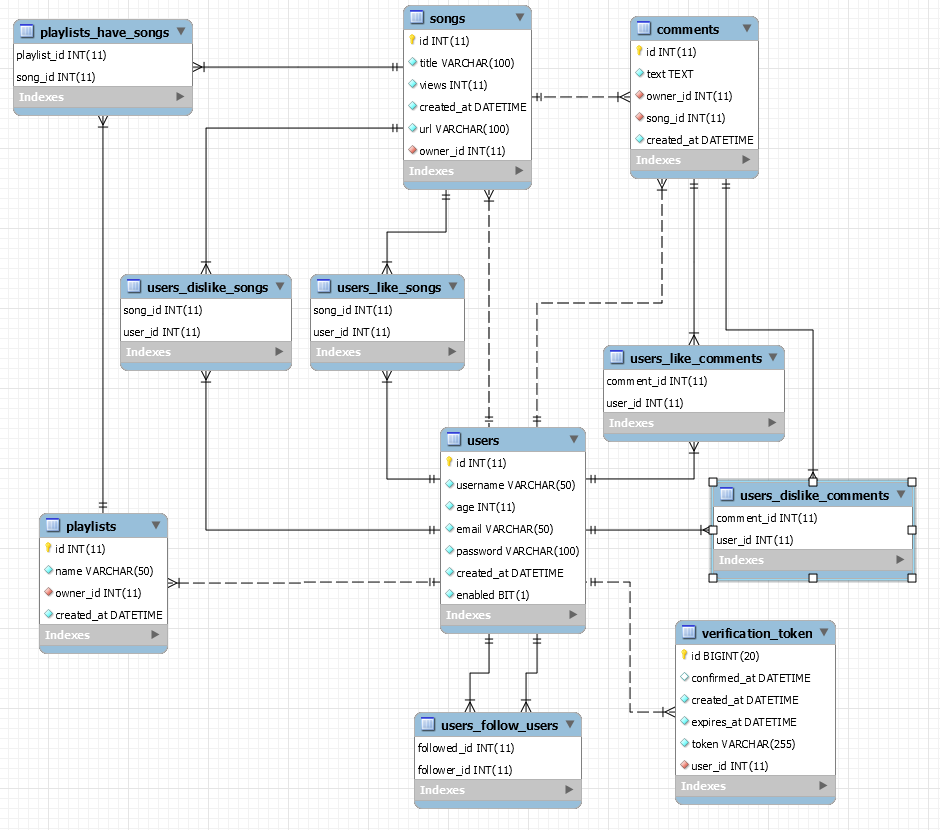 playlists_have_songs
playlist_id INT(11)
song_id INT(11)
Indexes
songs
id INT(11)
title VARCHAR(100)
views INT(11)
created_at DATETIME
url VARCHAR(100)
owner_id INT(11)
Indexes
comments
id INT(11)
text TEXT
owner_id INT(11)
song_id INT(11)
created_at DATETIME
Indexes
users_dislike_songs
song_id INT(11)
user_id INT(11)
Indexes
users_like_songs
song_id INT(11)
user_id INT(11)
Indexes
users_like_comments
comment_id INT(11)
user_id INT(11)
Indexes
users
id INT(11)
username VARCHAR(50)
age INT(11)
email VARCHAR(50)
password VARCHAR(100)
created_at DATETIME
enabled BIT(1)
Indexes
users_dislike_comments
comment_id INT(11)
user_id INT(11)
Indexes
playlists
id INT(11)
name VARCHAR(50)
owner_id INT(11)
created_at DATETIME
Indexes
verification_token
id BIGINT(20)
confirmed_at DATETIME
created_at DATETIME
expires_at DATETIME
token VARCHAR(255)
user_id INT(11)
Indexes
users_follow_users
followed_id INT(11)
follower_id INT(11)
Indexes